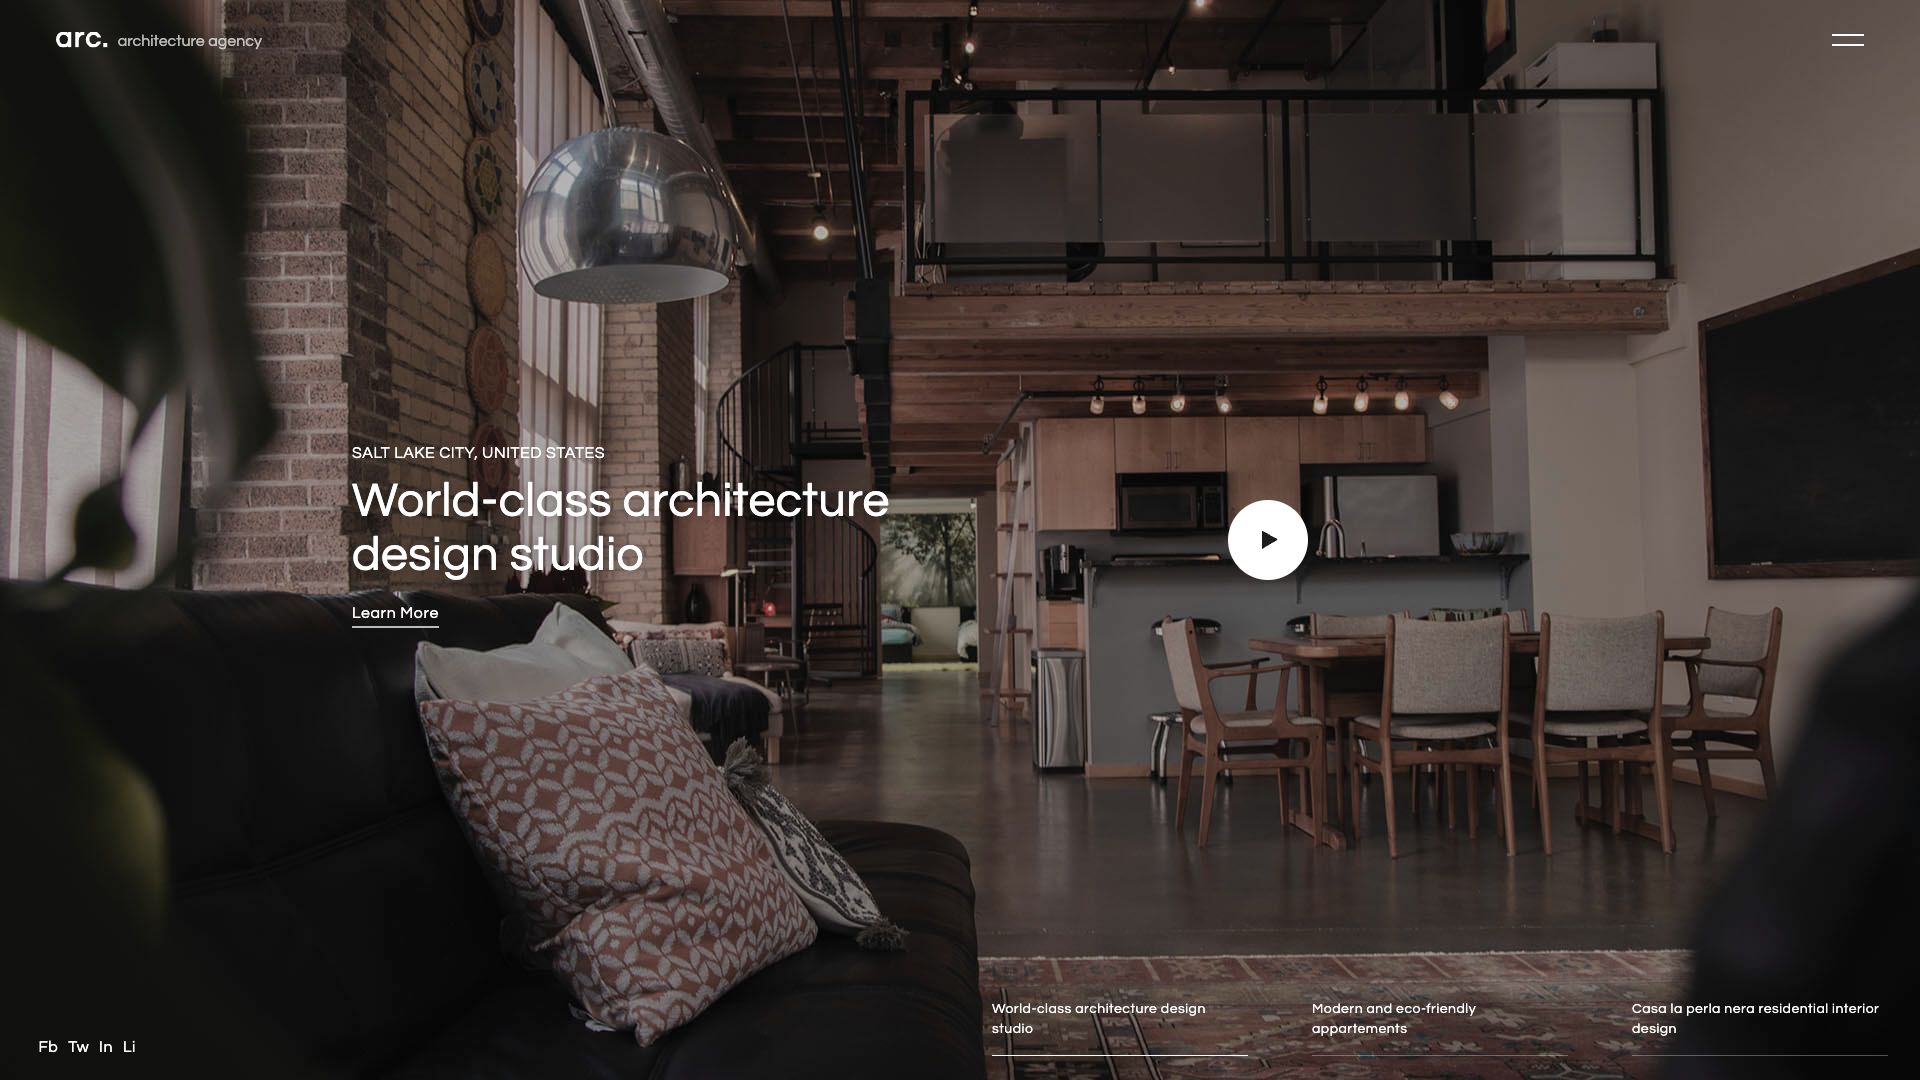 arc. architecture agency
SALT LAKE CITY, UNITED STATES
World-class architecture
design studio
Learn More
World-class architecture design
studio
Modern and eco-friendly
appartements
Casa la perla nera residential interior
design
Fb Tw In Li